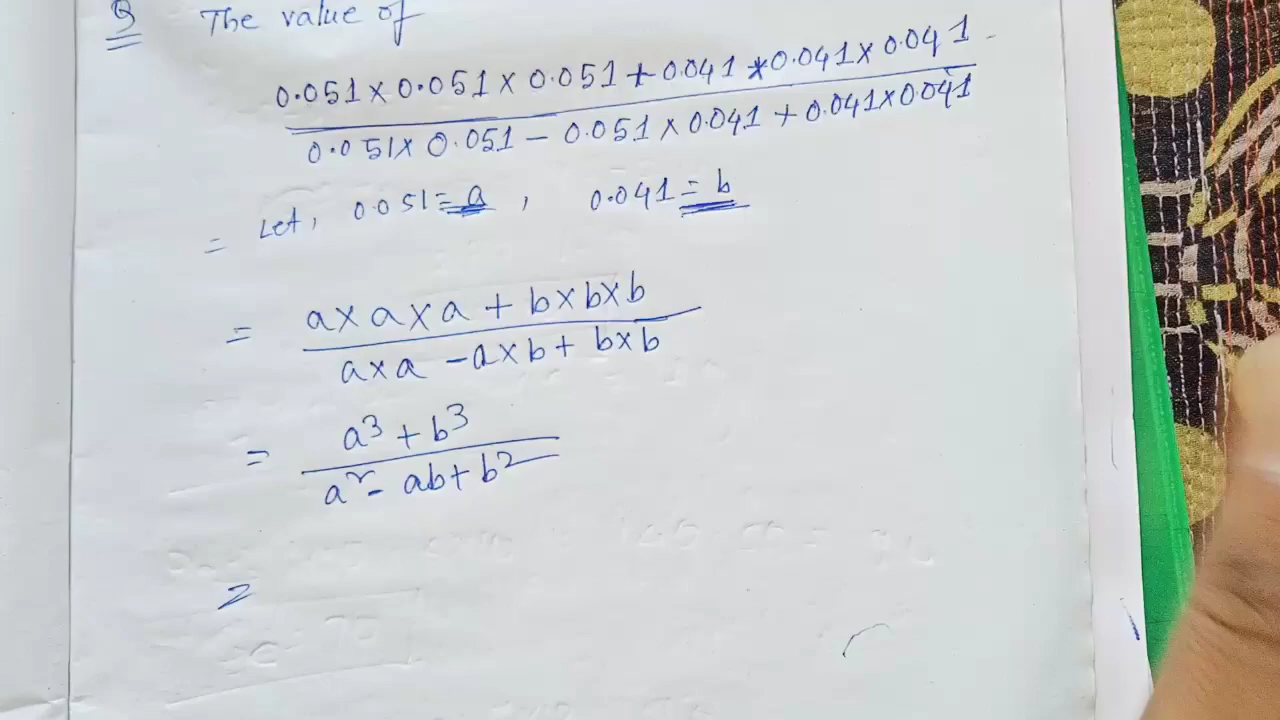 Q The value of
0.051 × 0.051 × 0.051 + 0.041 * 0.041 × 0.041
0.051 × 0.051 - 0.051 × 0.041 + 0.041 × 0.041
= Let, 0.051 = a, 0.041 = b
= a × a × a + b × b × b
a × a - a × b + b × b
= a³ + b³
a² - ab + b²
=